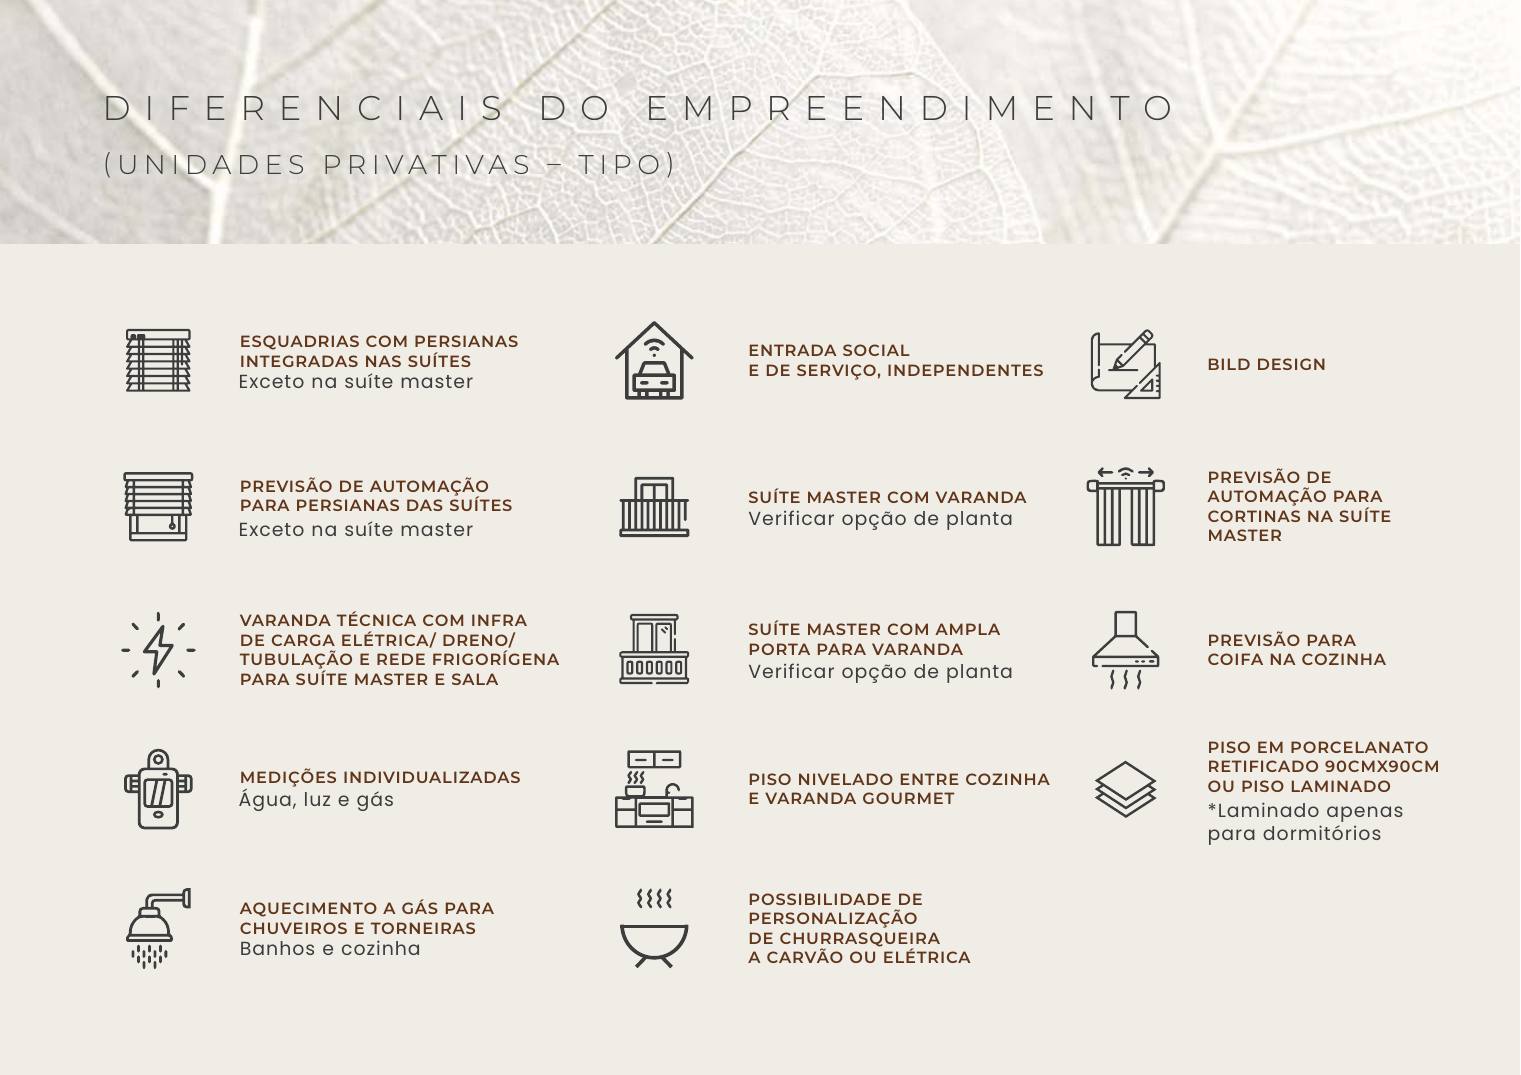 DIFERENCIAIS DO EMPREENDIMENTO
(UNIDADES PRIVATIVAS – TIPO)
ESQUADRIAS COM PERSIANAS
INTEGRADAS NAS SUÍTES
Exceto na suíte master
PREVISÃO DE AUTOMAÇÃO
PARA PERSIANAS DAS SUÍTES
Exceto na suíte master
VARANDA TÉCNICA COM INFRA
DE CARGA ELÉTRICA/ DRENO/
TUBULAÇÃO E REDE FRIGORÍGENA
PARA SUÍTE MASTER E SALA
MEDIÇÕES INDIVIDUALIZADAS
Água, luz e gás
AQUECIMENTO A GÁS PARA
CHUVEIROS E TORNEIRAS
Banhos e cozinha
ENTRADA SOCIAL
E DE SERVIÇO, INDEPENDENTES
SUÍTE MASTER COM VARANDA
Verificar opção de planta
SUÍTE MASTER COM AMPLA
PORTA PARA VARANDA
Verificar opção de planta
PISO NIVELADO ENTRE COZINHA
E VARANDA GOURMET
POSSIBILIDADE DE
PERSONALIZAÇÃO
DE CHURRASQUEIRA
A CARVÃO OU ELÉTRICA
BILD DESIGN
PREVISÃO DE
AUTOMAÇÃO PARA
CORTINAS NA SUÍTE
MASTER
PREVISÃO PARA
COIFA NA COZINHA
PISO EM PORCELANATO
RETIFICADO 90CMX90CM
OU PISO LAMINADO
*Laminado apenas
para dormitórios